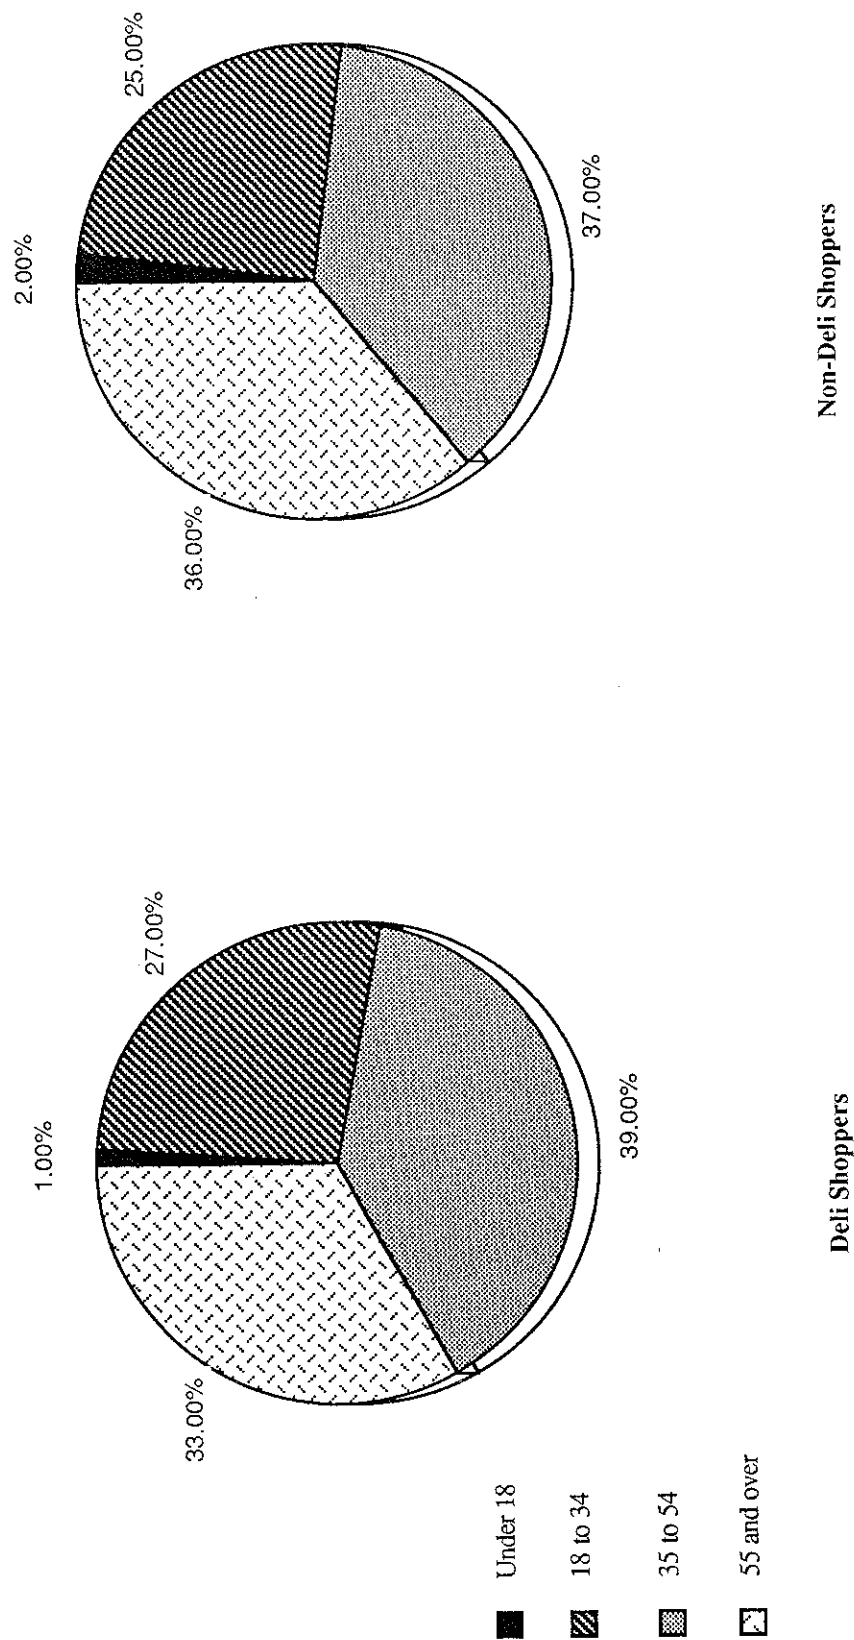 1.00%
27.00%
33.00%
39.00%
Deli Shoppers
2.00%
25.00%
36.00%
37.00%
Non-Deli Shoppers
Under 18
18 to 34
35 to 54
55 and over